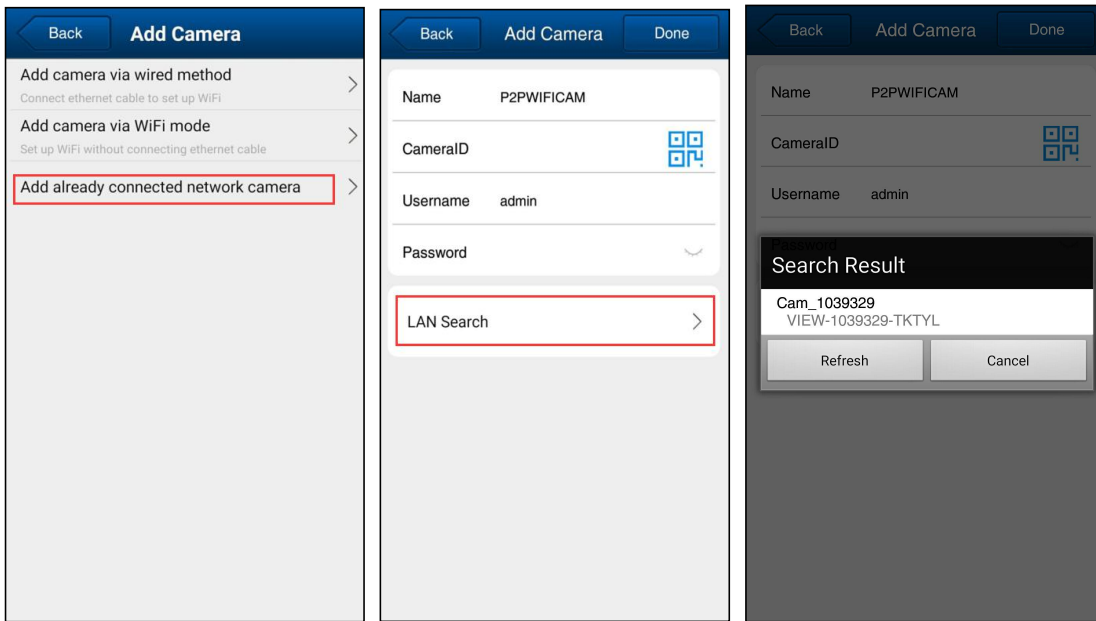 Back Add Camera
Add camera via wired method
Connect ethernet cable to set up WiFi
Add camera via WiFi mode
Set up WiFi without connecting ethernet cable
Add already connected network camera
Back Add Camera Done
Name P2PWIFICAM
CameraID
Username admin
Password
LAN Search
Back Add Camera Done
Name P2PWIFICAM
CameraID
Username admin
Password
Search Result
Cam_1039329
VIEW-1039329-TKTYL
Refresh Cancel